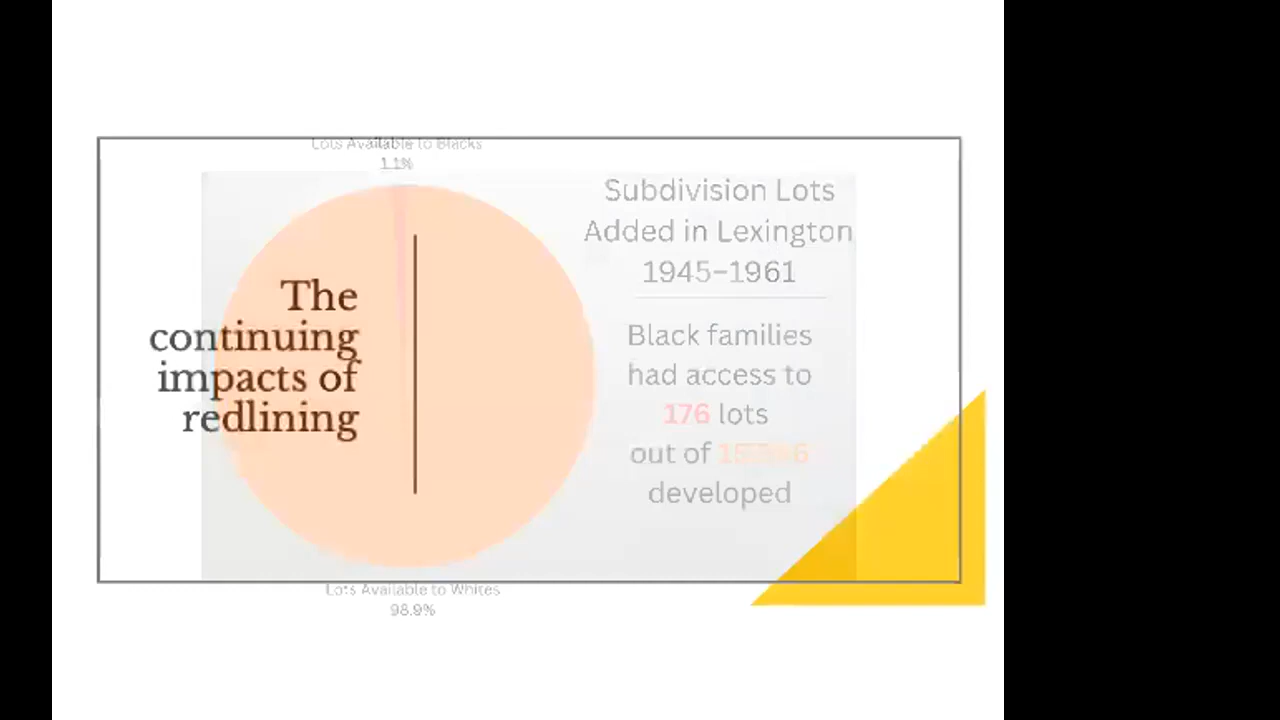 Lots Available to Blacks
1.1%
Subdivision Lots
Added in Lexington
1945–1961
The
continuing
impacts of
redlining
Black families
had access to
176 lots
out of
developed
Lots Available to Whites
98.9%